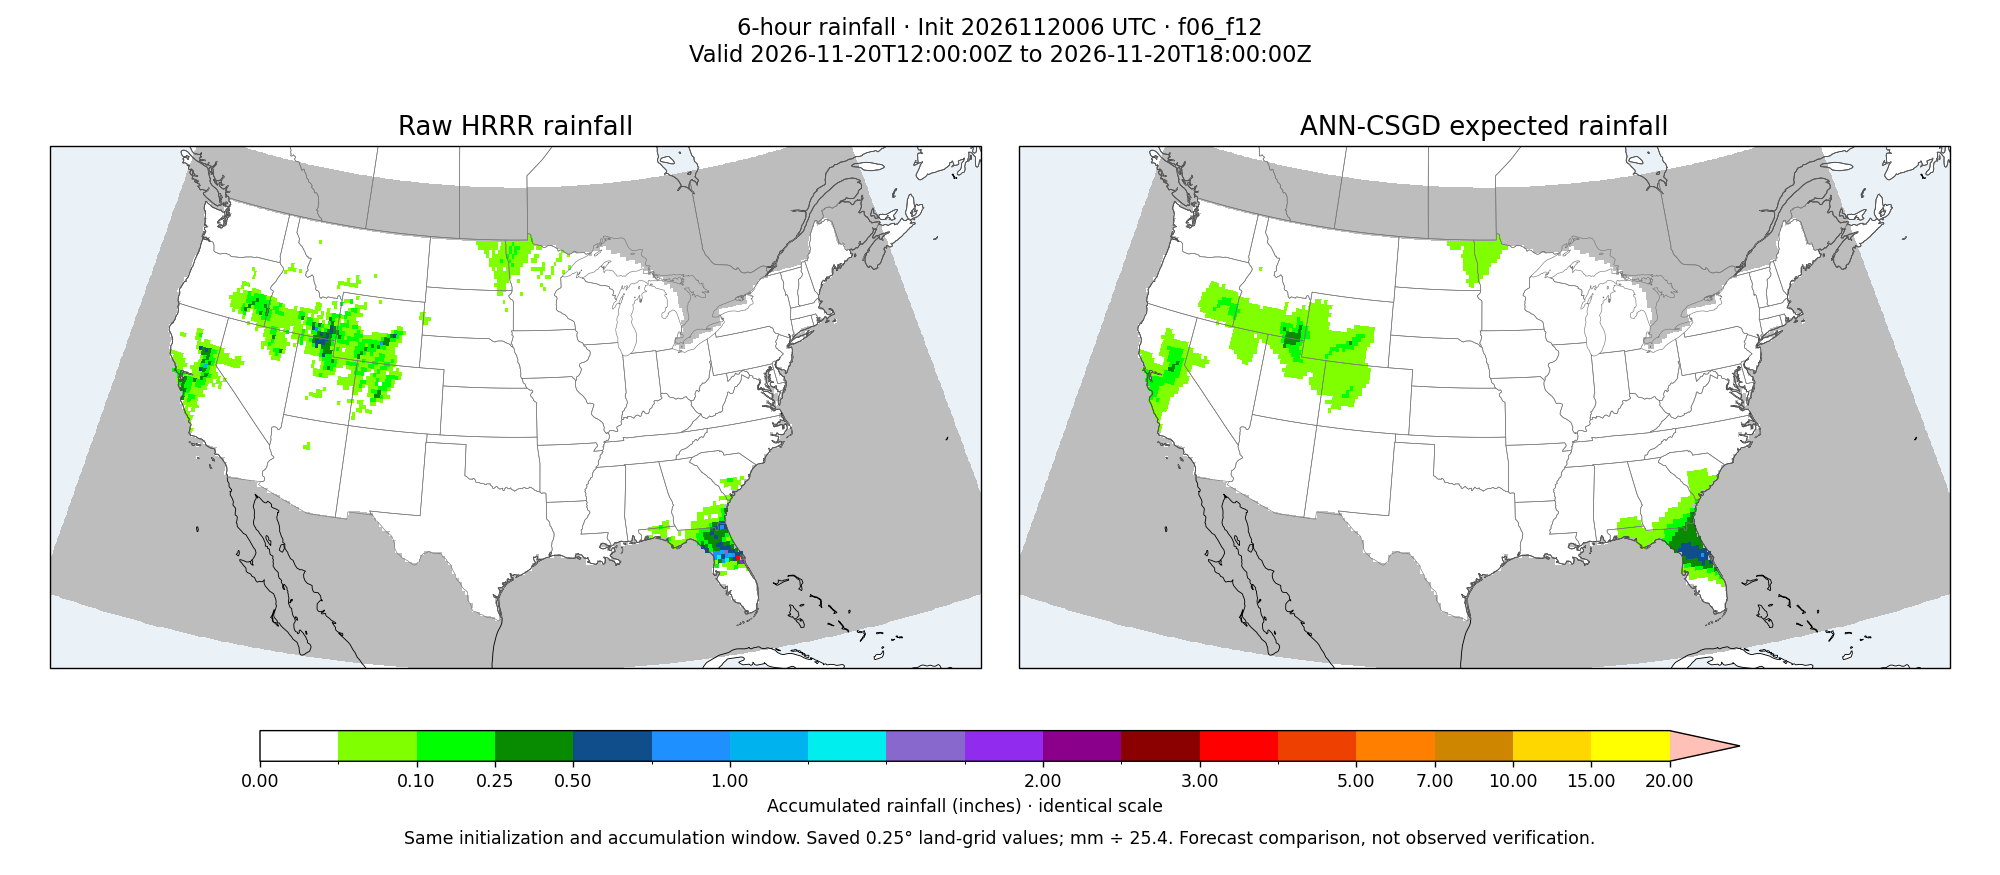 6-hour rainfall · Init 2026112006 UTC · f06_f12
Valid 2026-11-20T12:00:00Z to 2026-11-20T18:00:00Z
Raw HRRR rainfall
ANN-CSGD expected rainfall
0.00 0.10 0.25 0.50 1.00 2.00 3.00 5.00 7.00 10.00 15.00 20.00
Accumulated rainfall (inches) · identical scale
Same initialization and accumulation window. Saved 0.25° land-grid values; mm ÷ 25.4. Forecast comparison, not observed verification.